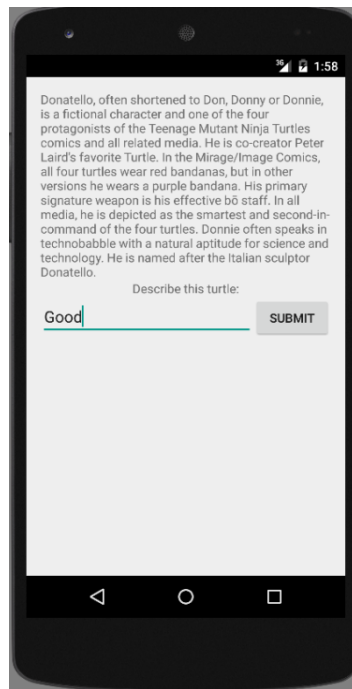 3G 1:58
Donatello, often shortened to Don, Donny or Donnie,
is a fictional character and one of the four
protagonists of the Teenage Mutant Ninja Turtles
comics and all related media. He is co-creator Peter
Laird's favorite Turtle. In the Mirage/Image Comics,
all four turtles wear red bandanas, but in other
versions he wears a purple bandana. His primary
signature weapon is his effective bō staff. In all
media, he is depicted as the smartest and second-in-
command of the four turtles. Donnie often speaks in
technobabble with a natural aptitude for science and
technology. He is named after the Italian sculptor
Donatello.
Describe this turtle:
Good SUBMIT